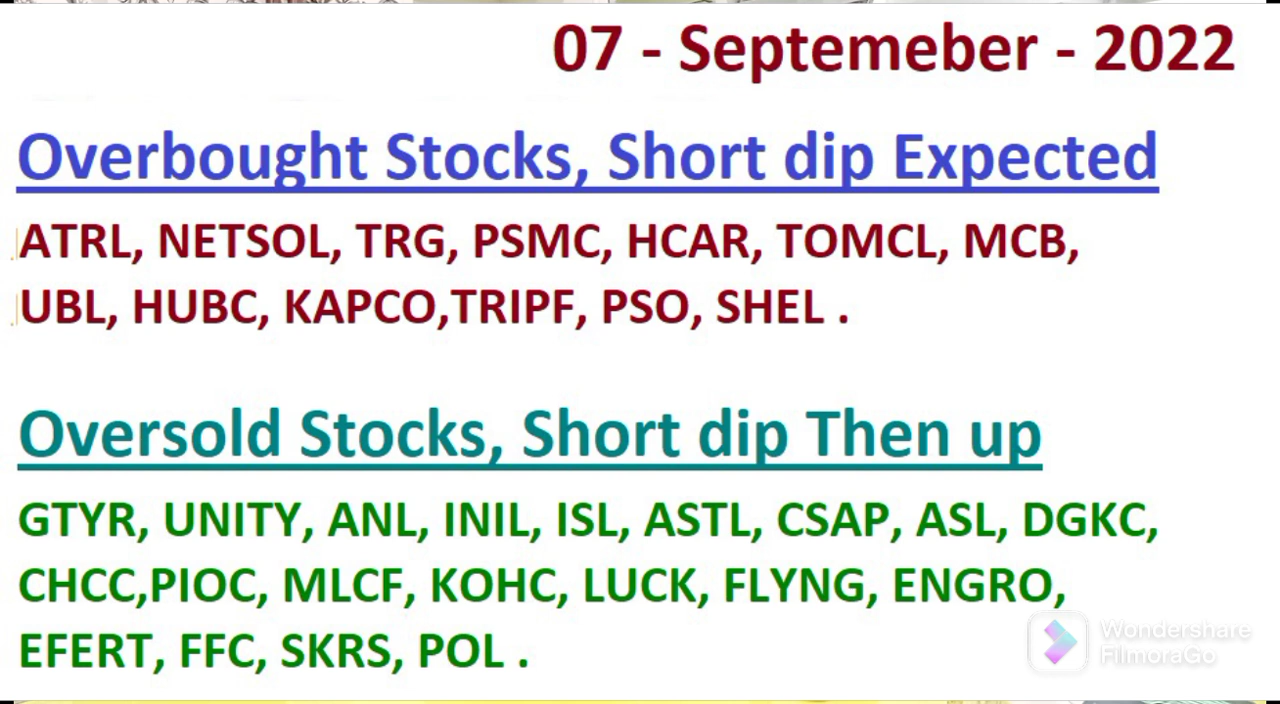 07 - Septemeber - 2022
Overbought Stocks, Short dip Expected
ATRL, NETSOL, TRG, PSMC, HCAR, TOMCL, MCB,
UBL, HUBC, KAPCO,TRIPF, PSO, SHEL .
Oversold Stocks, Short dip Then up
GTYR, UNITY, ANL, INIL, ISL, ASTL, CSAP, ASL, DGKC,
CHCC,PIOC, MLCF, KOHC, LUCK, FLYNG, ENGRO,
EFERT, FFC, SKRS, POL .
Wondershare
FilmoraGo